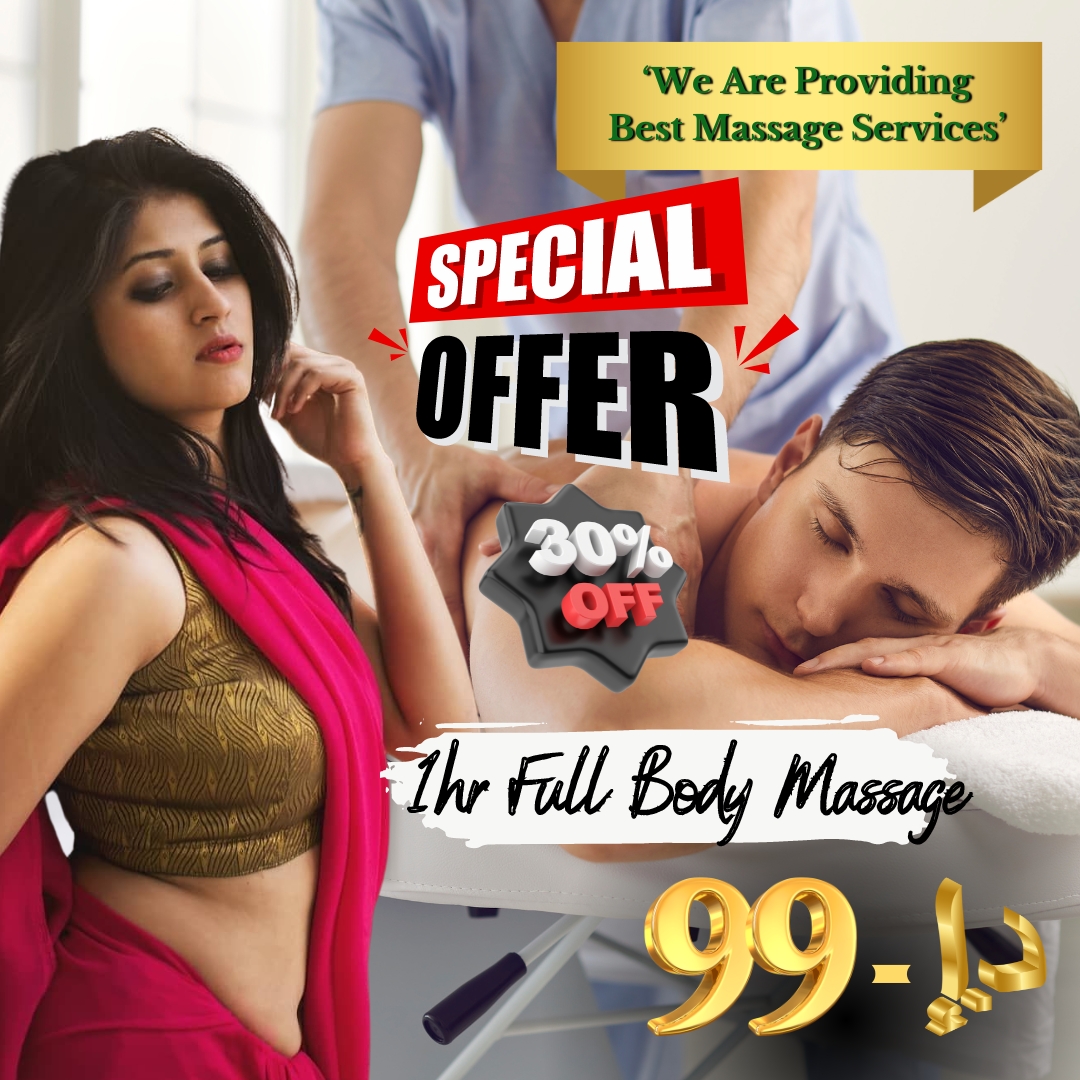 ‘We Are Providing
Best Massage Services’
SPECIAL
OFFER
30%
OFF
1hr Full Body Massage
99-د.إ